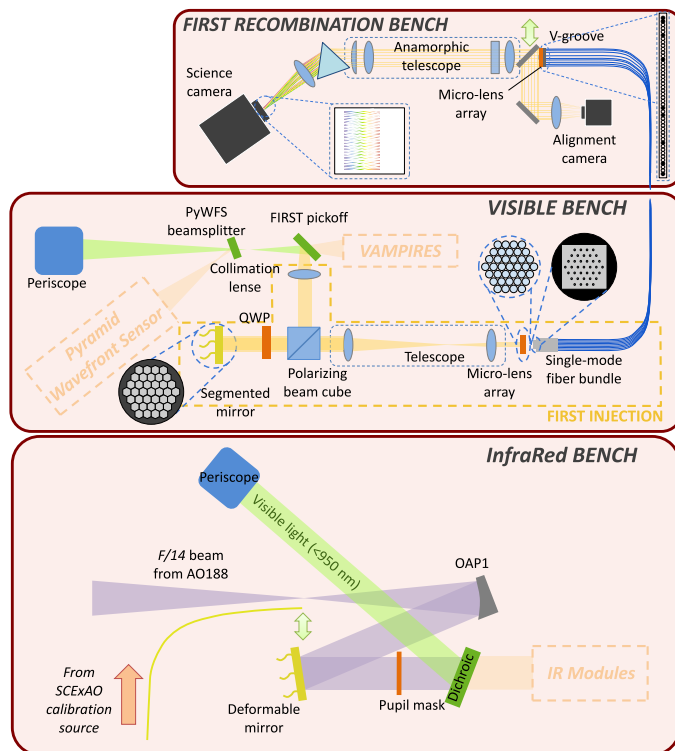 FIRST RECOMBINATION BENCH
Science
camera
Anamorphic
telescope
V-groove
Micro-lens
array
Alignment
camera
VISIBLE BENCH
PyWFS
beamsplitter
FIRST pickoff
VAMPIRES
Periscope
Collimation
lense
Pyramid
Wavefront Sensor
QWP
Telescope
Segmented
mirror
Polarizing
beam cube
Micro-lens
array
Single-mode
fiber bundle
FIRST INJECTION
InfraRed BENCH
Periscope
Visible light (<950 nm)
F/14 beam
from AO188
OAP1
From
SCExAO
calibration
source
Deformable
mirror
Pupil mask
Dichroic
IR Modules